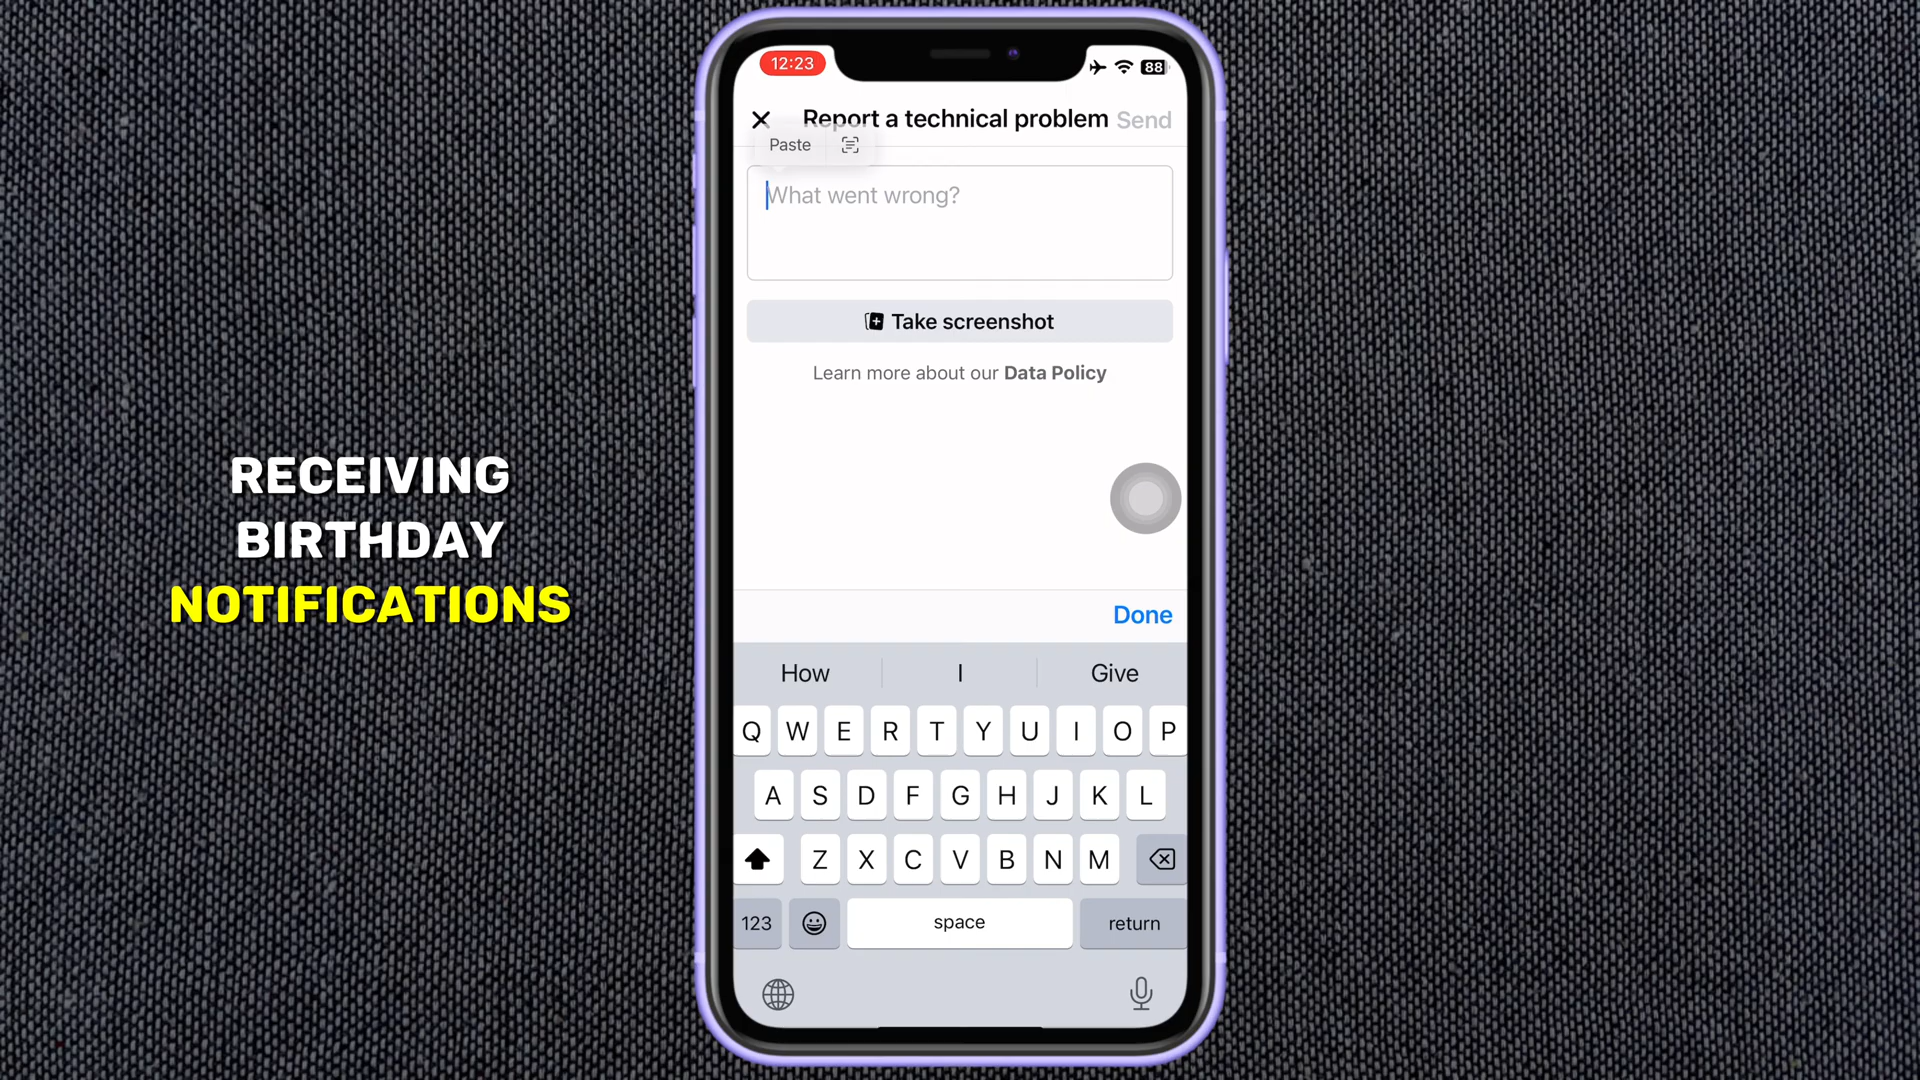 12:23
88
Report a technical problem Send
Paste
What went wrong?
Take screenshot
Learn more about our Data Policy
RECEIVING
BIRTHDAY
NOTIFICATIONS
Done
How I Give
Q W E R T Y U I O P
A S D F G H J K L
Z X C V B N M
123 space return